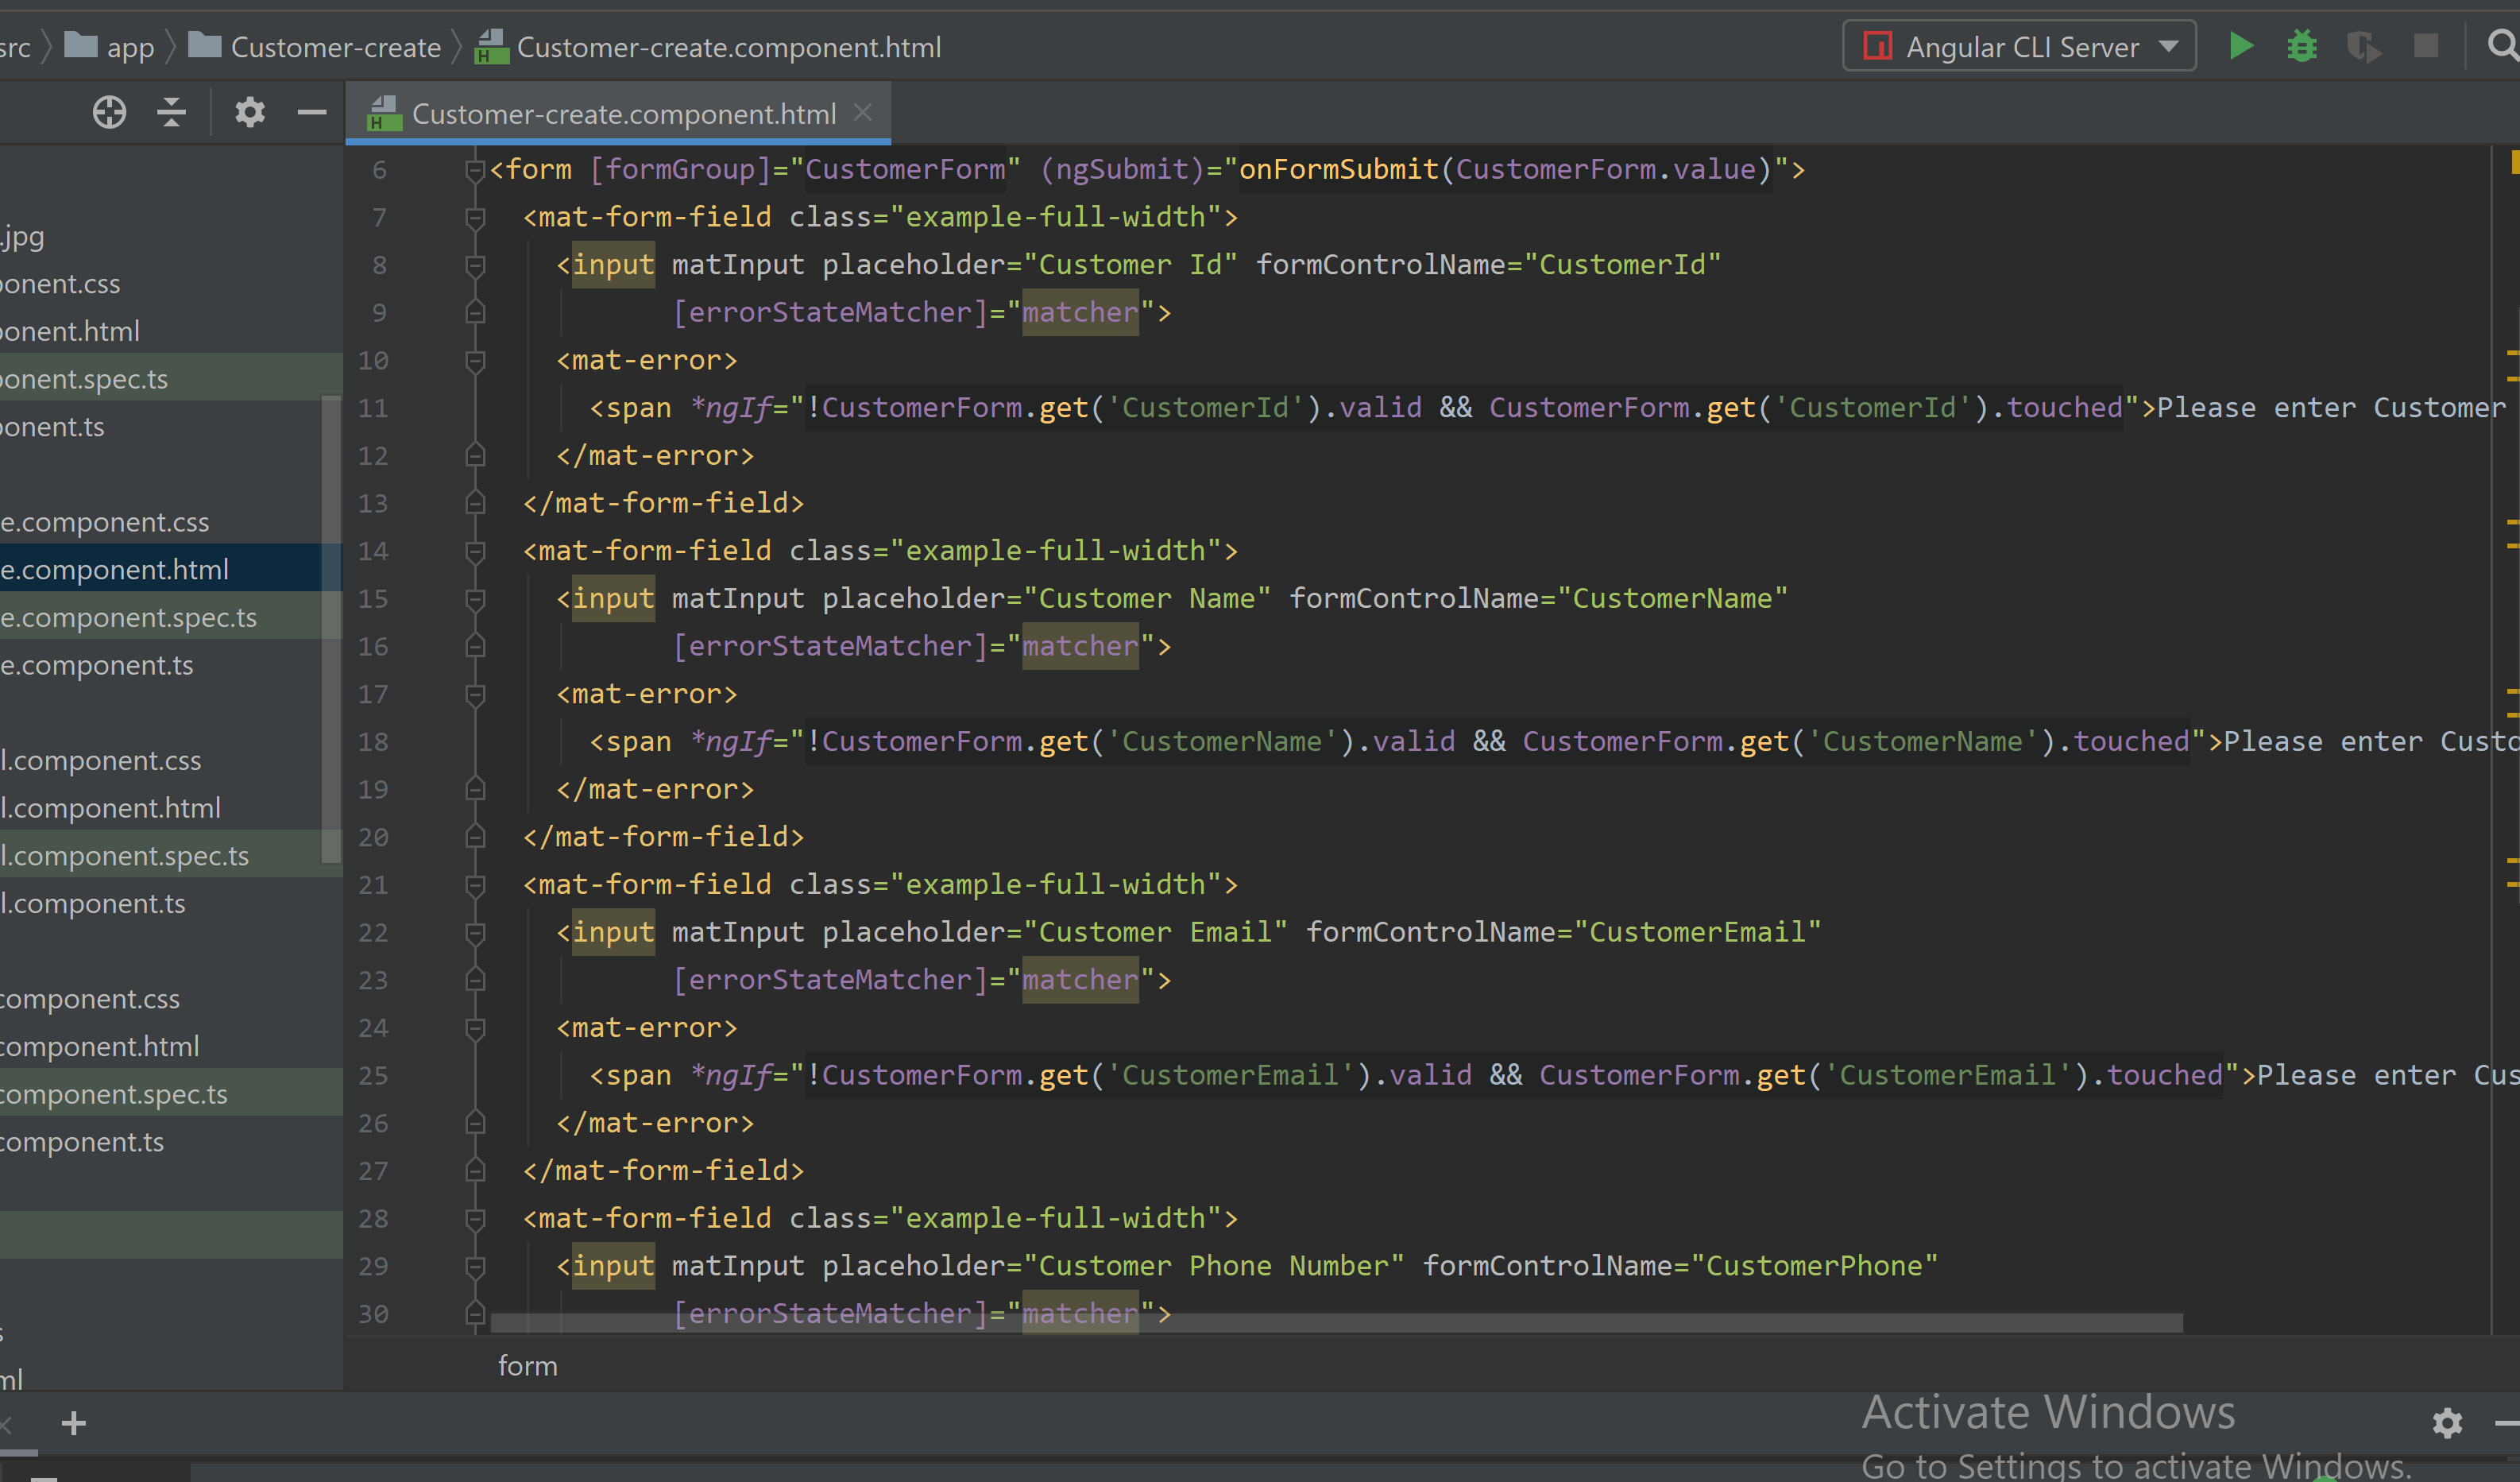 src app Customer-create Customer-create.component.html Angular CLI Server
Customer-create.component.html
.jpg
ponent.css
ponent.html
ponent.spec.ts
ponent.ts
e.component.css
e.component.html
e.component.spec.ts
e.component.ts
l.component.css
l.component.html
l.component.spec.ts
l.component.ts
component.css
component.html
component.spec.ts
component.ts
s
ml
6 <form [formGroup]="CustomerForm" (ngSubmit)="onFormSubmit(CustomerForm.value)">
7 <mat-form-field class="example-full-width">
8 <input matInput placeholder="Customer Id" formControlName="CustomerId"
9 [errorStateMatcher]="matcher">
10 <mat-error>
11 <span *ngIf="!CustomerForm.get('CustomerId').valid && CustomerForm.get('CustomerId').touched">Please enter Customer
12 </mat-error>
13 </mat-form-field>
14 <mat-form-field class="example-full-width">
15 <input matInput placeholder="Customer Name" formControlName="CustomerName"
16 [errorStateMatcher]="matcher">
17 <mat-error>
18 <span *ngIf="!CustomerForm.get('CustomerName').valid && CustomerForm.get('CustomerName').touched">Please enter Custo
19 </mat-error>
20 </mat-form-field>
21 <mat-form-field class="example-full-width">
22 <input matInput placeholder="Customer Email" formControlName="CustomerEmail"
23 [errorStateMatcher]="matcher">
24 <mat-error>
25 <span *ngIf="!CustomerForm.get('CustomerEmail').valid && CustomerForm.get('CustomerEmail').touched">Please enter Cus
26 </mat-error>
27 </mat-form-field>
28 <mat-form-field class="example-full-width">
29 <input matInput placeholder="Customer Phone Number" formControlName="CustomerPhone"
30 [errorStateMatcher]="matcher">
form
Activate Windows
Go to Settings to activate Windows.